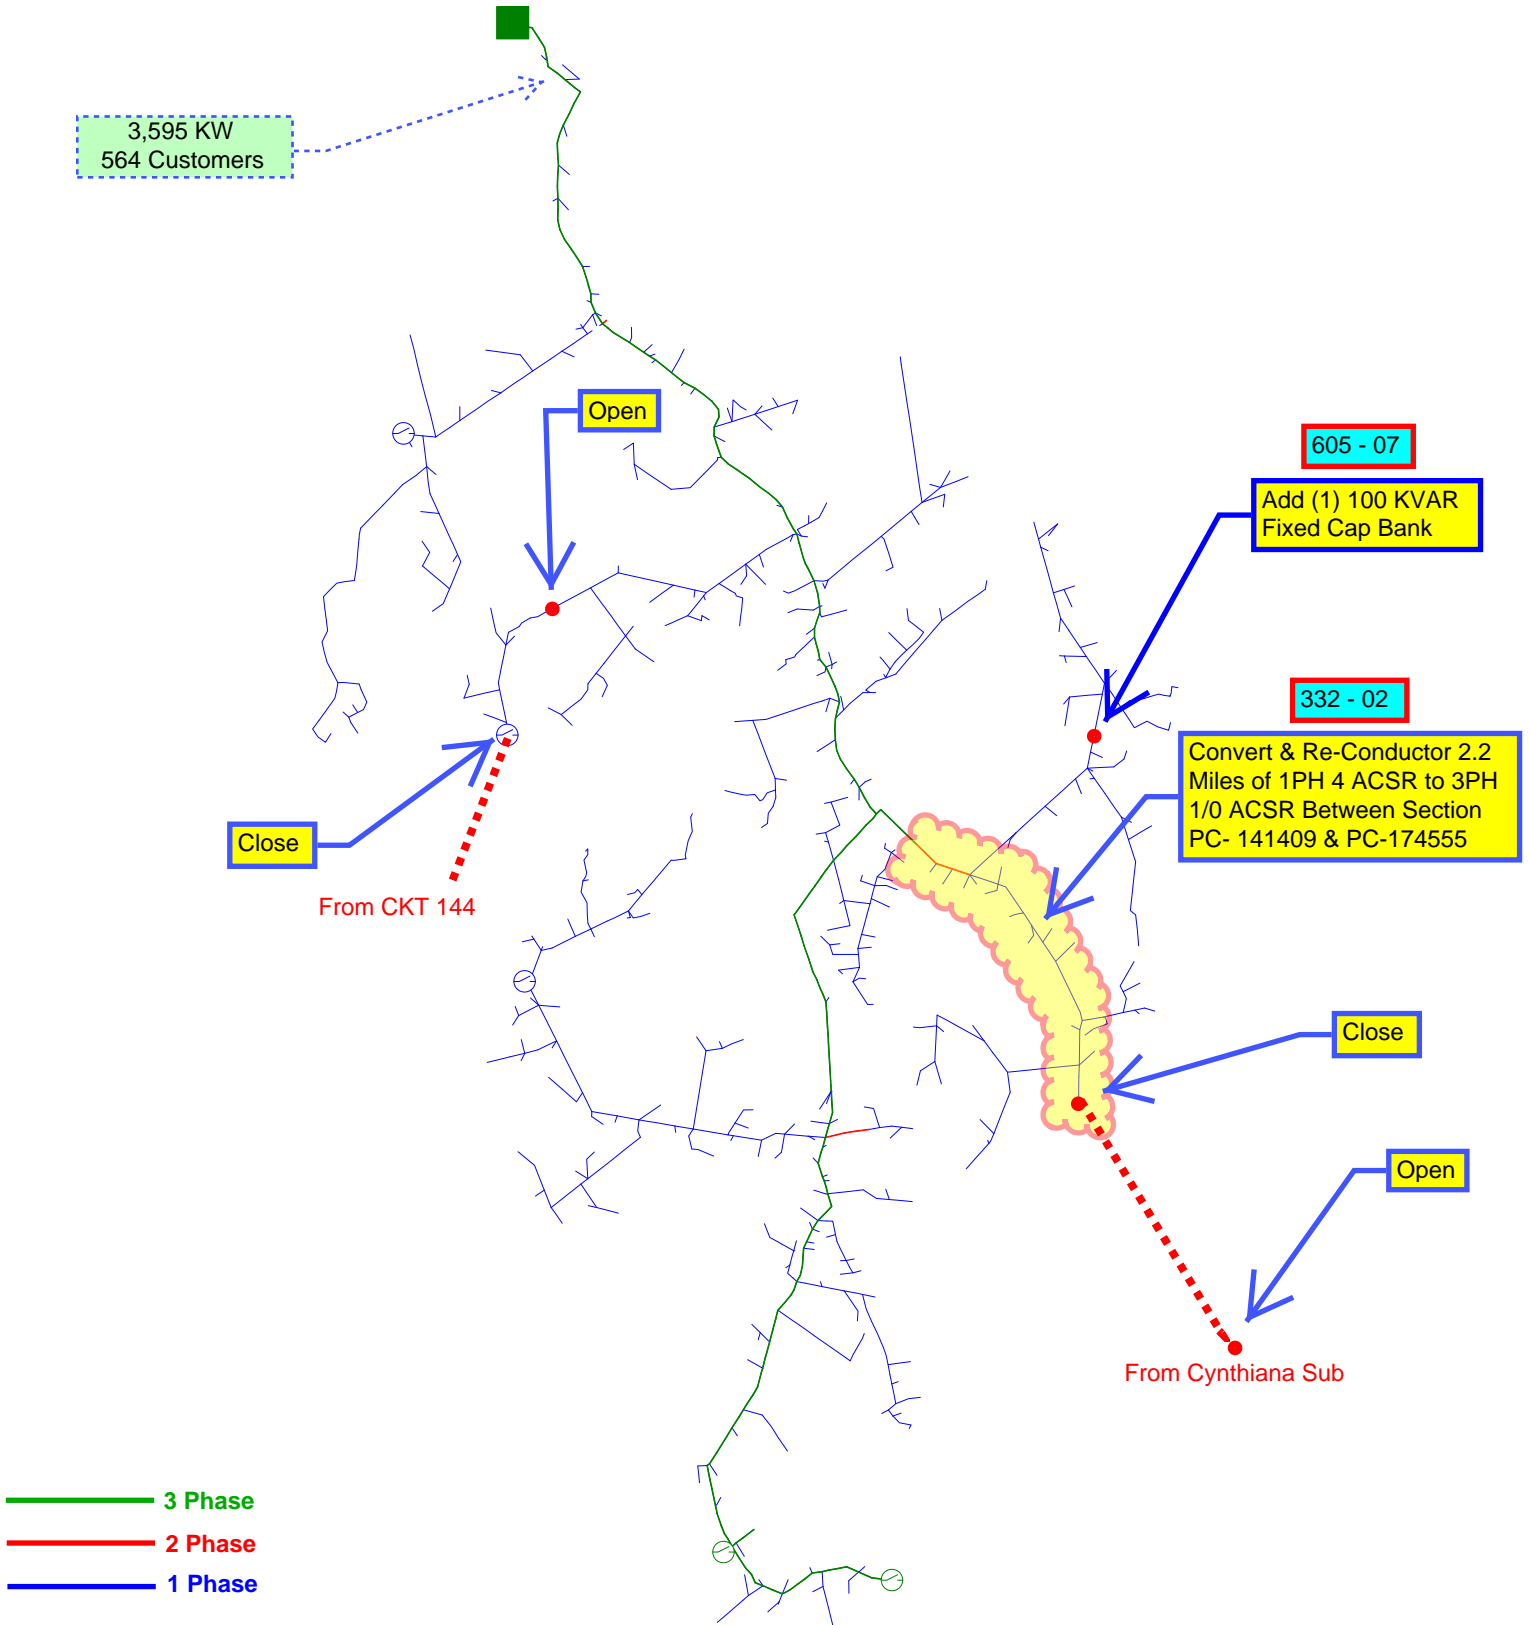 3,595 KW
564 Customers
Open
605 - 07
Add (1) 100 KVAR
Fixed Cap Bank
332 - 02
Convert & Re-Conductor 2.2
Miles of 1PH 4 ACSR to 3PH
1/0 ACSR Between Section
PC- 141409 & PC-174555
Close
From CKT 144
Close
Open
From Cynthiana Sub
3 Phase
2 Phase
1 Phase